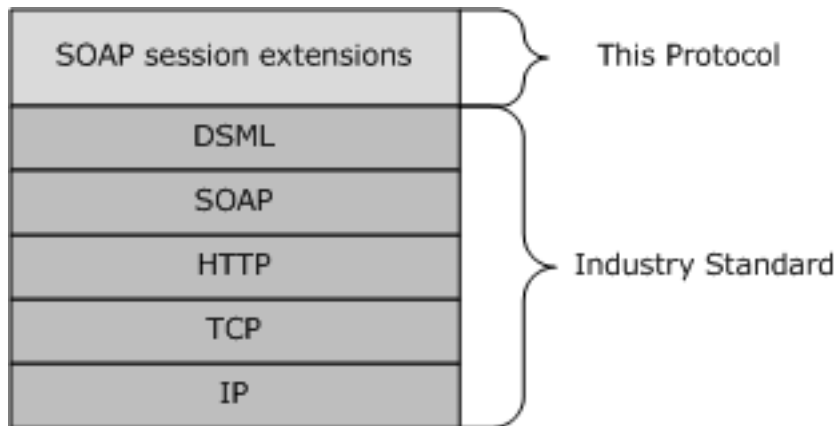 SOAP session extensions
This Protocol
DSML
SOAP
HTTP
Industry Standard
TCP
IP